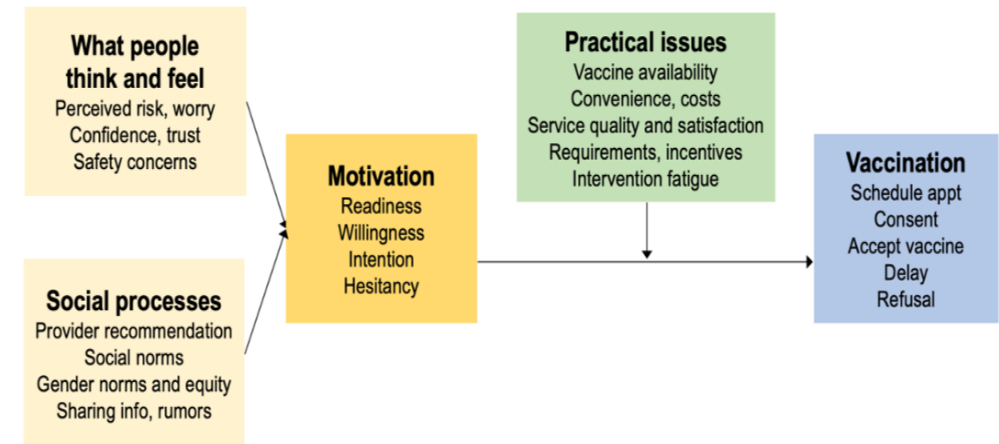 What people
think and feel
Perceived risk, worry
Confidence, trust
Safety concerns
Social processes
Provider recommendation
Social norms
Gender norms and equity
Sharing info, rumors
Motivation
Readiness
Willingness
Intention
Hesitancy
Practical issues
Vaccine availability
Convenience, costs
Service quality and satisfaction
Requirements, incentives
Intervention fatigue
Vaccination
Schedule appt
Consent
Accept vaccine
Delay
Refusal